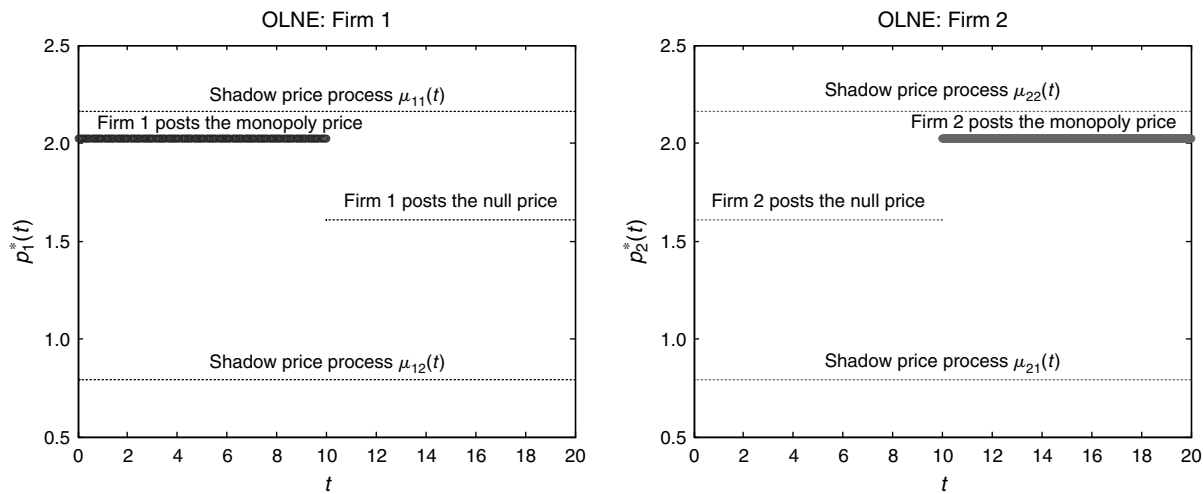 OLNE: Firm 1
2.5
2.0
1.5
1.0
0.5
p₁*(t)
Shadow price process μ₁₁(t)
Firm 1 posts the monopoly price
Firm 1 posts the null price
Shadow price process μ₁₂(t)
0 2 4 6 8 10 12 14 16 18 20
t
OLNE: Firm 2
2.5
2.0
1.5
1.0
0.5
p₂*(t)
Shadow price process μ₂₂(t)
Firm 2 posts the monopoly price
Firm 2 posts the null price
Shadow price process μ₂₁(t)
0 2 4 6 8 10 12 14 16 18 20
t